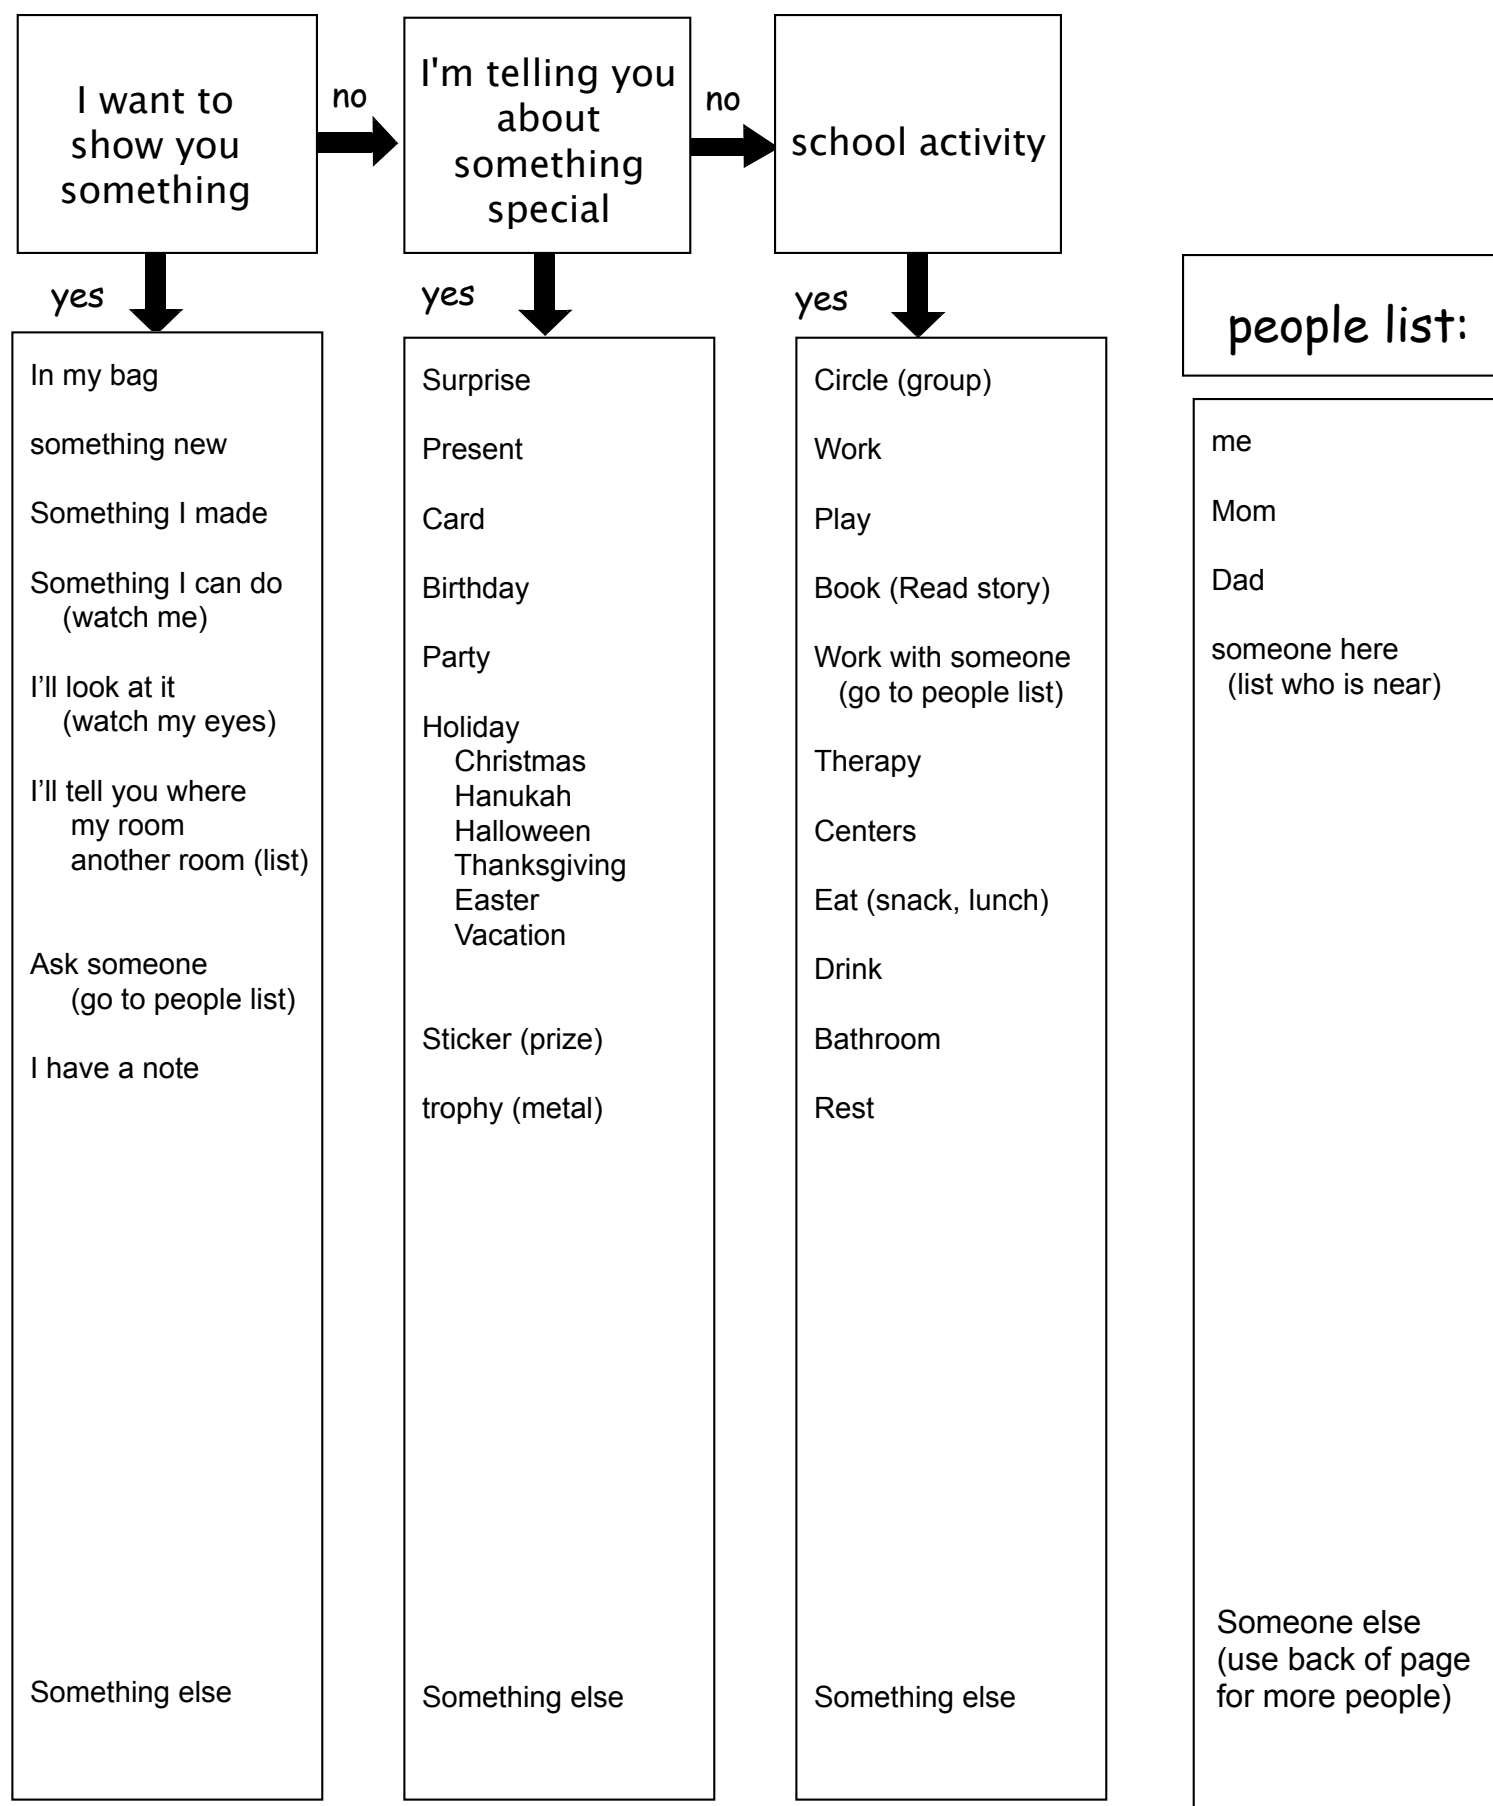 I want to
show you
something
no
I'm telling you
about
something
special
no
school activity
yes
yes
yes
people list:
In my bag
something new
Something I made
Something I can do
(watch me)
I'll look at it
(watch my eyes)
I'll tell you where
my room
another room (list)
Ask someone
(go to people list)
I have a note
Something else
Surprise
Present
Card
Birthday
Party
Holiday
Christmas
Hanukah
Halloween
Thanksgiving
Easter
Vacation
Sticker (prize)
trophy (metal)
Something else
Circle (group)
Work
Play
Book (Read story)
Work with someone
(go to people list)
Therapy
Centers
Eat (snack, lunch)
Drink
Bathroom
Rest
Something else
me
Mom
Dad
someone here
(list who is near)
Someone else
(use back of page
for more people)